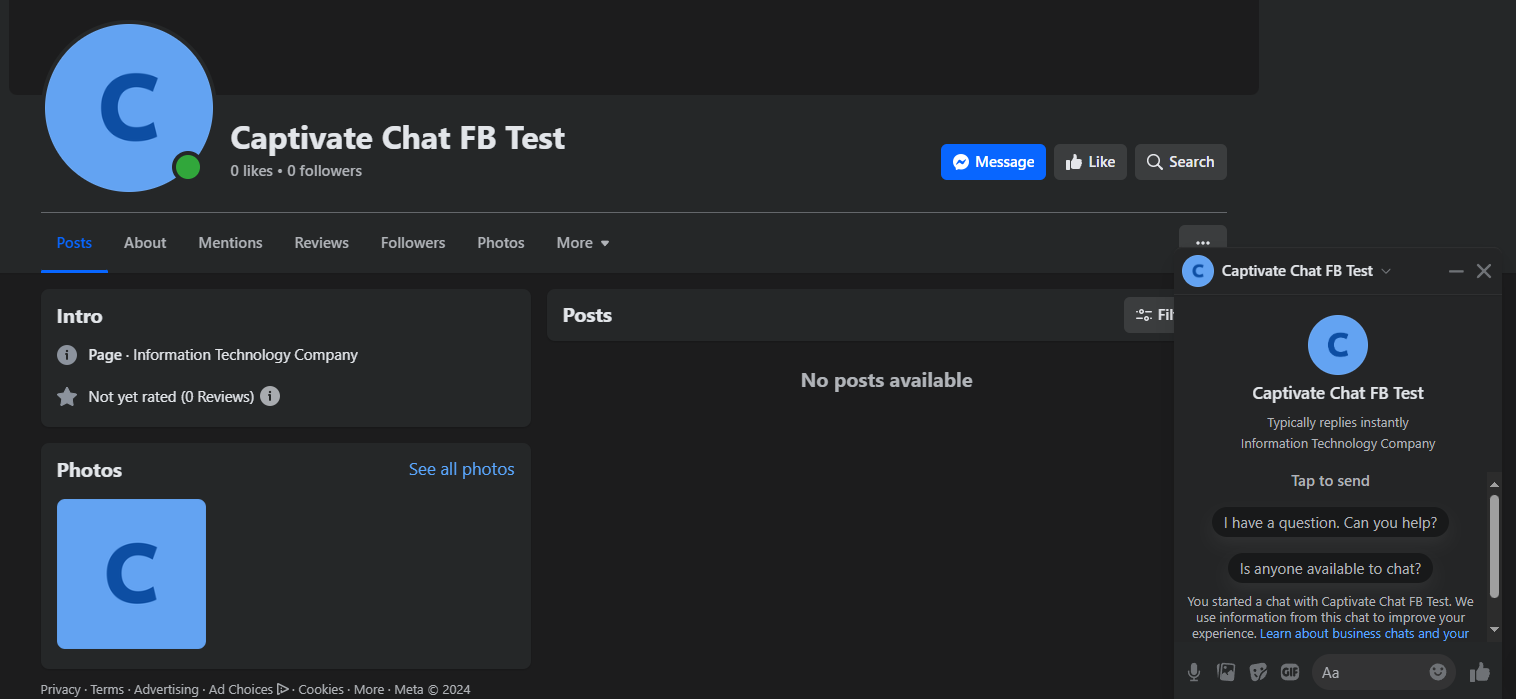 C
Captivate Chat FB Test
0 likes • 0 followers
Message
Like
Search
Posts
About
Mentions
Reviews
Followers
Photos
More
Intro
Page · Information Technology Company
Not yet rated (0 Reviews)
Photos
See all photos
C
Privacy · Terms · Advertising · Ad Choices · Cookies · More · Meta © 2024
Posts
No posts available
C
Captivate Chat FB Test
C
Captivate Chat FB Test
Typically replies instantly
Information Technology Company
Tap to send
I have a question. Can you help?
Is anyone available to chat?
You started a chat with Captivate Chat FB Test. We
use information from this chat to improve your
experience. Learn about business chats and your
GIF
Aa